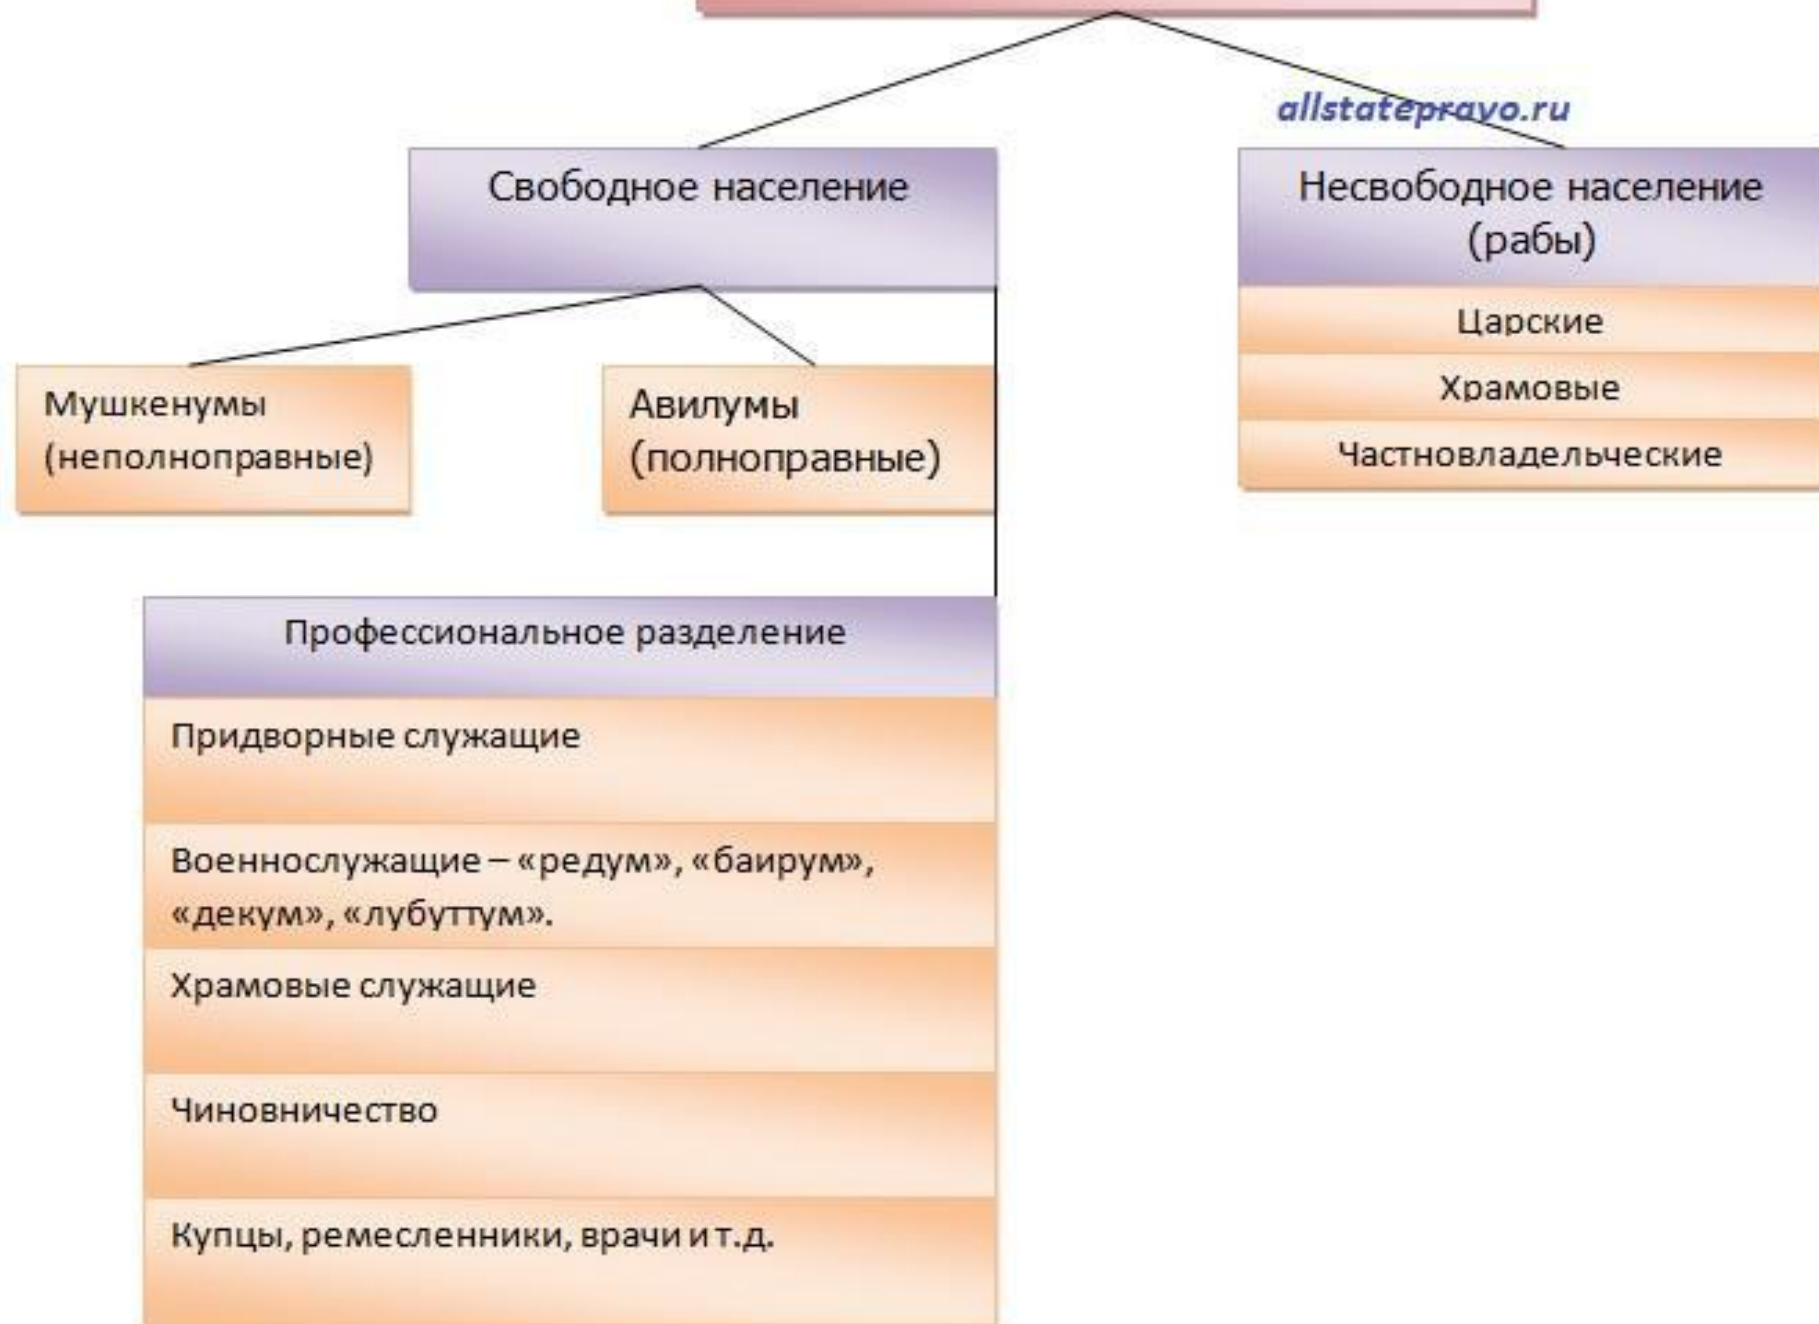 allstatepravo.ru
Свободное население
Несвободное население
(рабы)
Царские
Храмовые
Частновладельческие
Мушкенумы
(неполноправные)
Авилумы
(полноправные)
Профессиональное разделение
Придворные служащие
Военнослужащие – «редум», «баирум»,
«декум», «лубуттум».
Храмовые служащие
Чиновничество
Купцы, ремесленники, врачи и т.д.